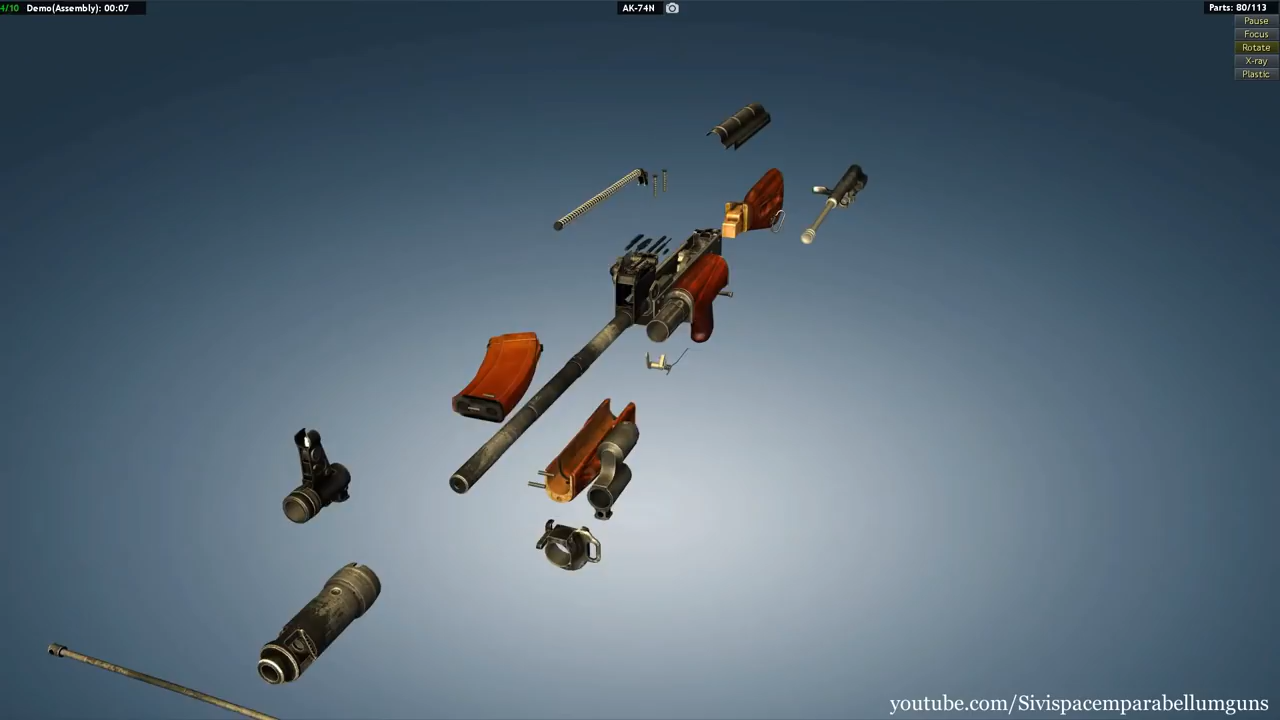 4/10 Demo(Assembly): 00:07
AK-74N
Parts: 80/113
Pause
Focus
Rotate
X-ray
Plastic
youtube.com/Sivispacemparabellumguns